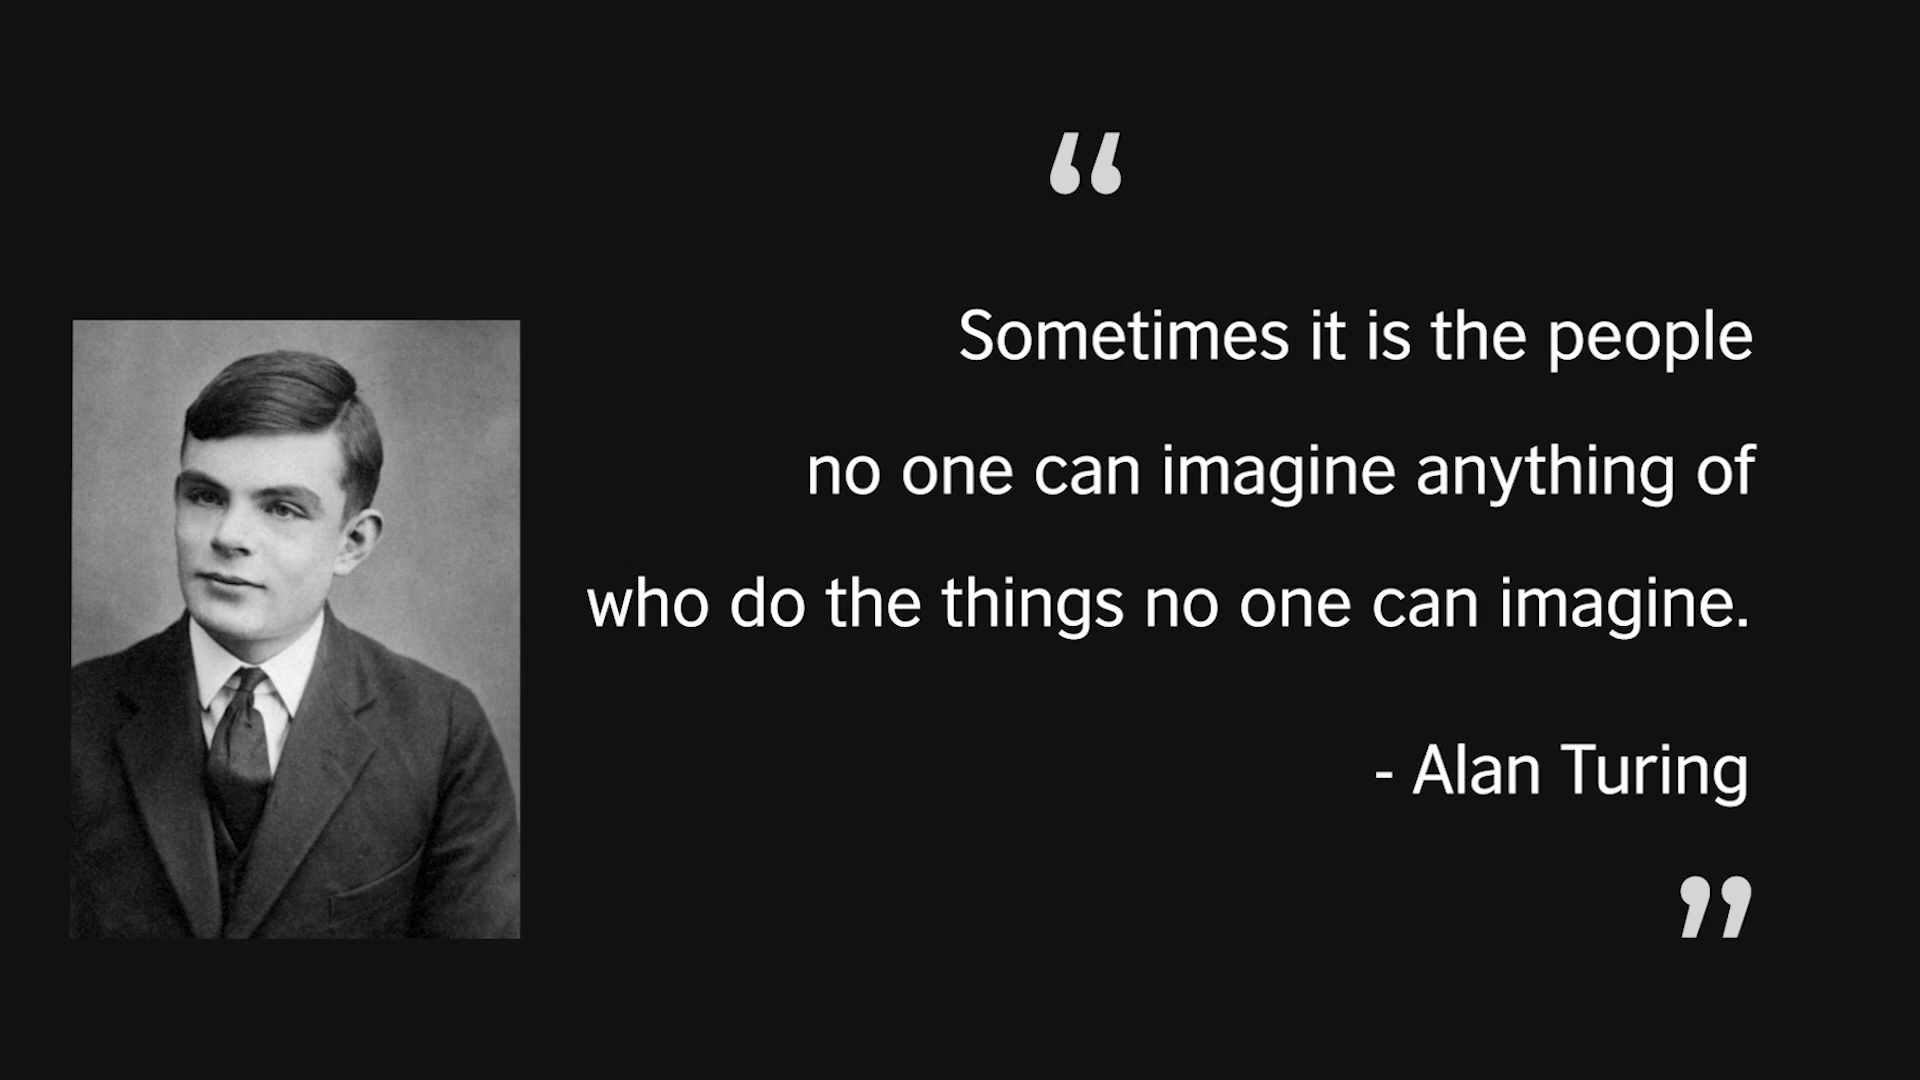 “
Sometimes it is the people
no one can imagine anything of
who do the things no one can imagine.
- Alan Turing
”